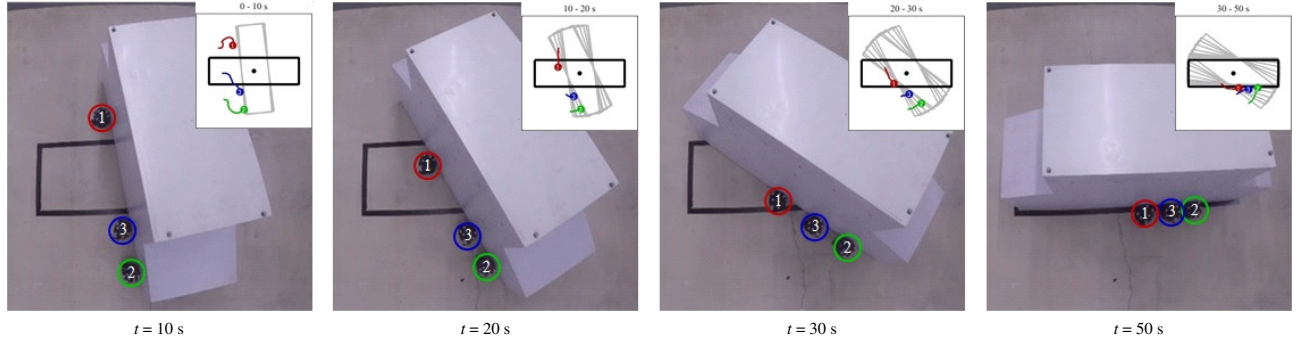 0 - 10 s
10 - 20 s
20 - 30 s
30 - 50 s
1
3
2
1
3
2
1
3
2
1 3 2
t = 10 s
t = 20 s
t = 30 s
t = 50 s